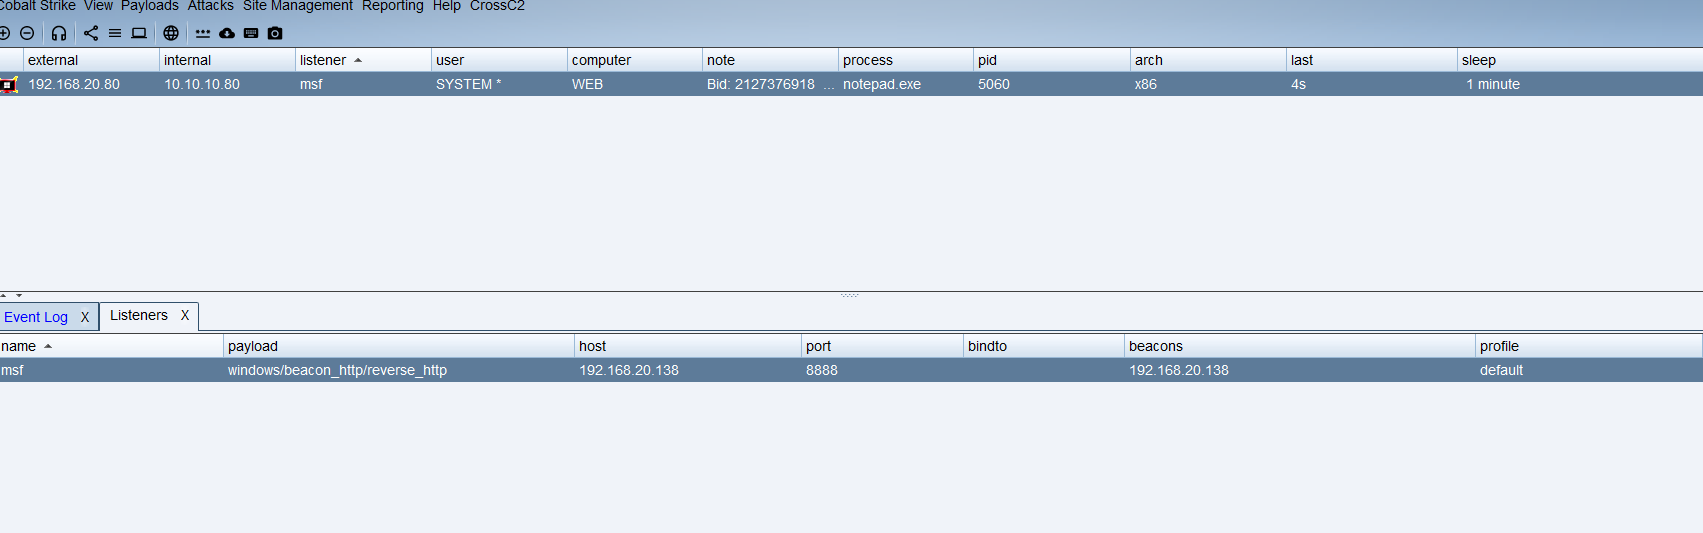 Cobalt Strike View Payloads Attacks Site Management Reporting Help CrossC2
external internal listener user computer note process pid arch last sleep
192.168.20.80 10.10.10.80 msf SYSTEM * WEB Bid: 2127376918 ... notepad.exe 5060 x86 4s 1 minute
Event Log X Listeners X
name payload host port bindto beacons profile
msf windows/beacon_http/reverse_http 192.168.20.138 8888 192.168.20.138 default